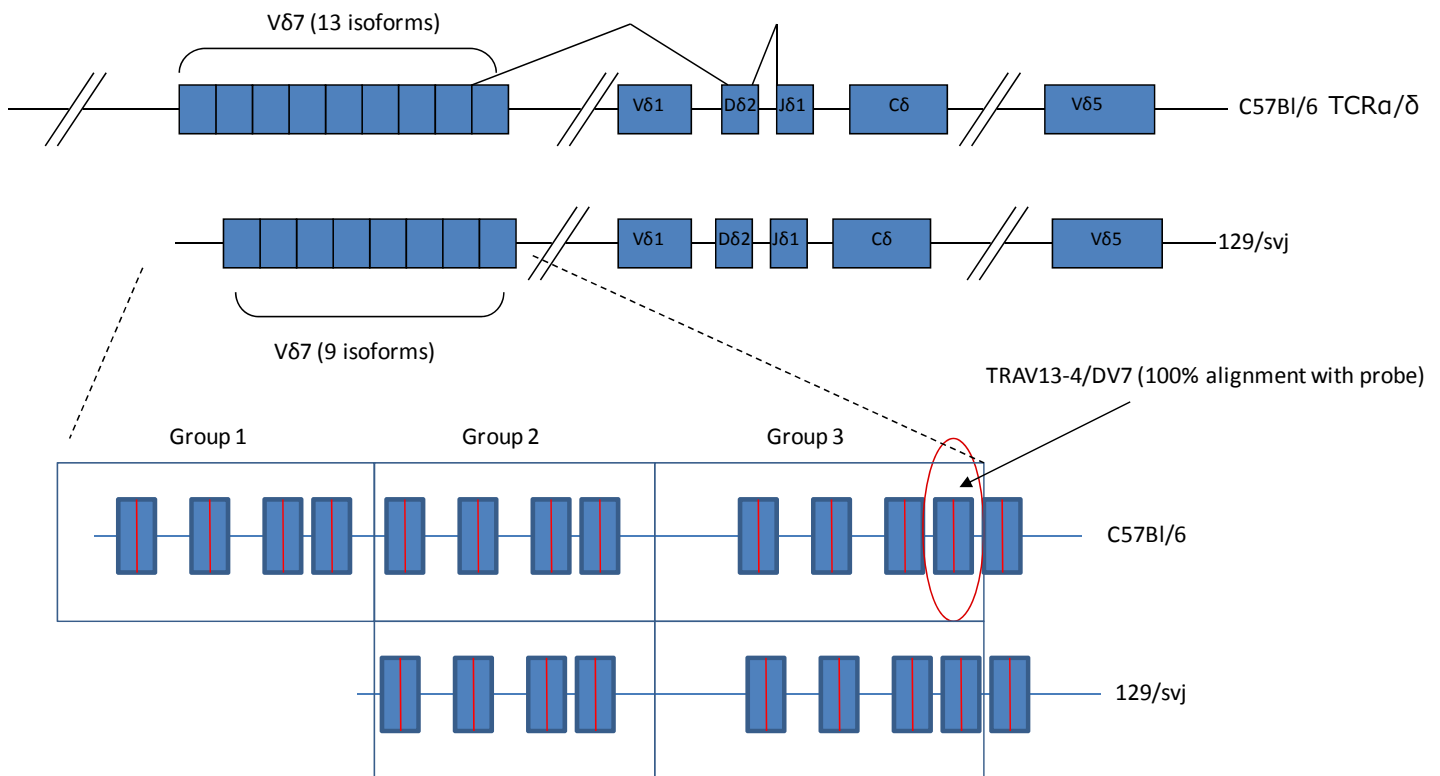 Vδ7 (13 isoforms)
Vδ1
Dδ2
Jδ1
Cδ
Vδ5
C57Bl/6 TCRα/δ
Vδ1
Dδ2
Jδ1
Cδ
Vδ5
129/svj
Vδ7 (9 isoforms)
TRAV13-4/DV7 (100% alignment with probe)
Group 1
Group 2
Group 3
C57Bl/6
129/svj